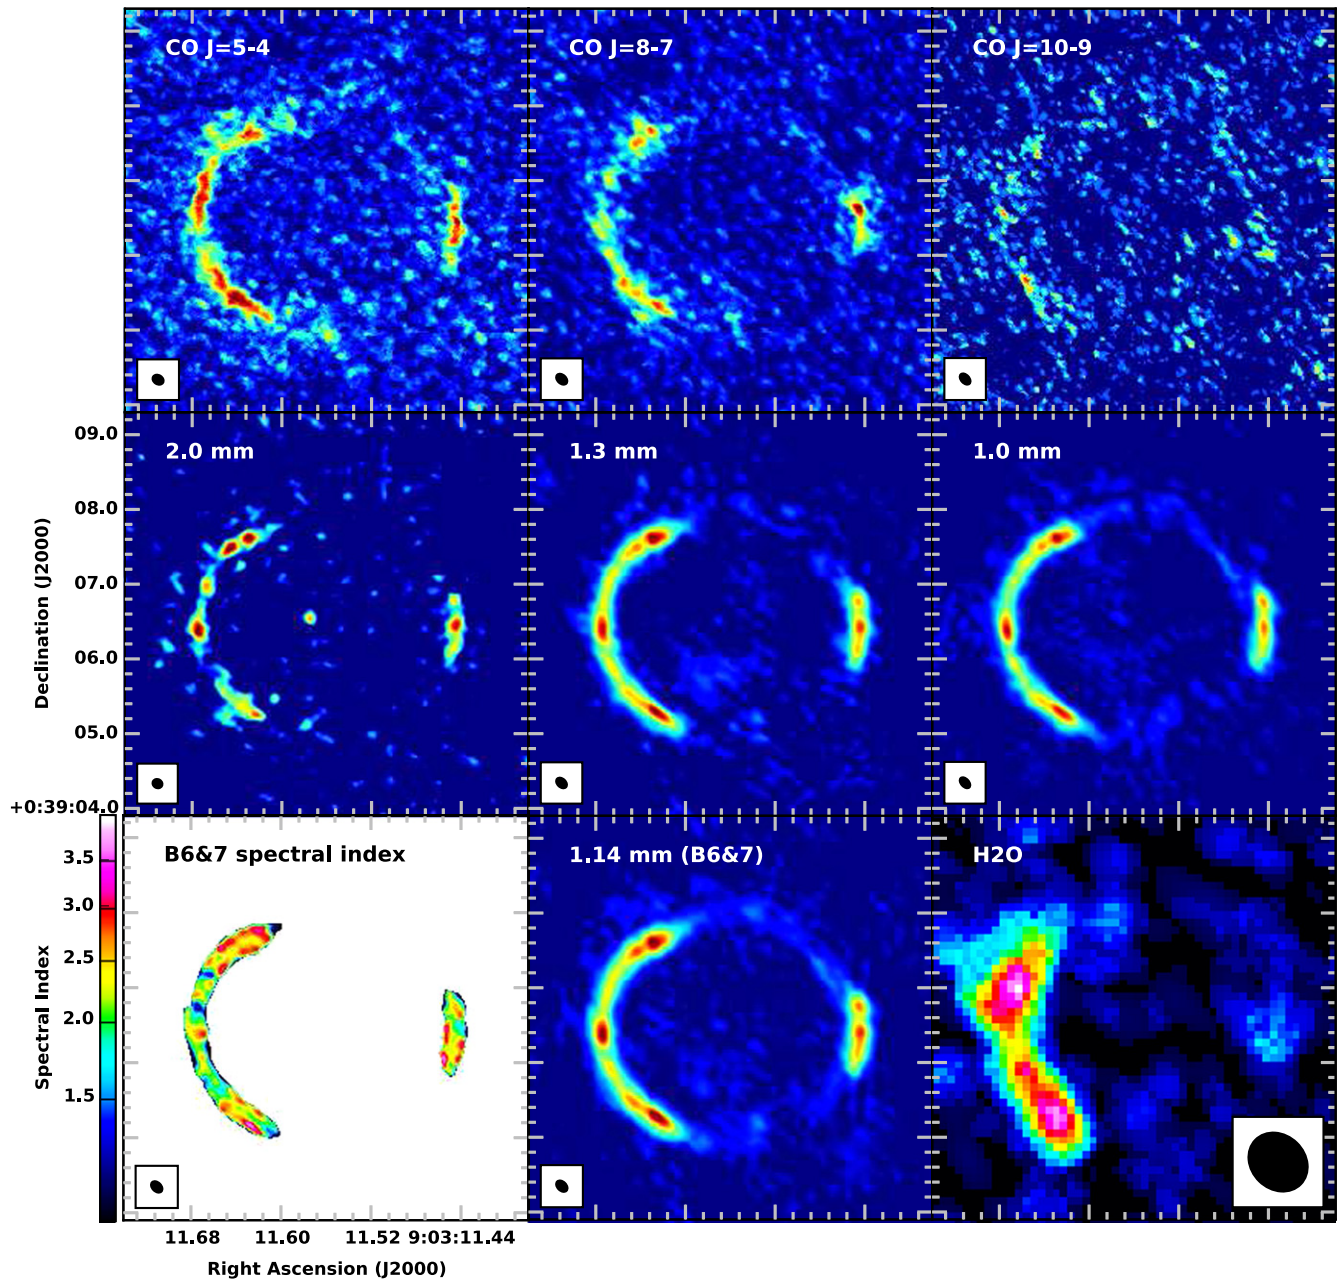 CO J=5-4
CO J=8-7
CO J=10-9
2.0 mm
1.3 mm
1.0 mm
09.0
08.0
07.0
06.0
05.0
+0:39:04.0
Declination (J2000)
B6&7 spectral index
1.14 mm (B6&7)
H2O
3.5
3.0
2.5
2.0
1.5
Spectral Index
11.68
11.60
11.52
9:03:11.44
Right Ascension (J2000)